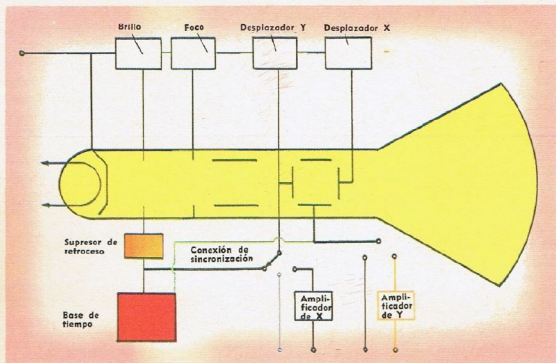 Brillo
Foco
Desplazador Y
Desplazador X
Supresor de
retroceso
Conexión de
sincronización
Base de
tiempo
Ampli-
ficador
de X
Ampli-
ficador
de Y